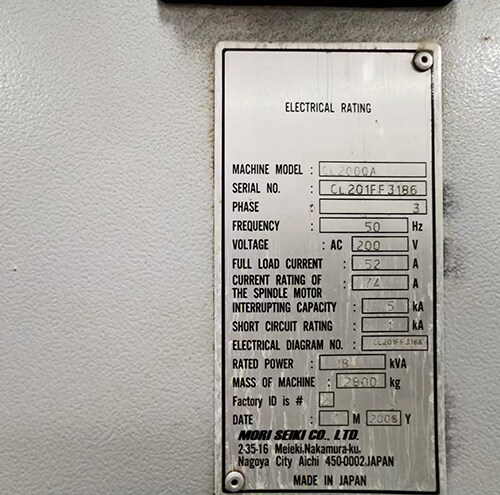 ELECTRICAL RATING
MACHINE MODEL : CL2000A
SERIAL NO. : CL201FF3186
PHASE : 3
FREQUENCY : 50 Hz
VOLTAGE : AC 200 V
FULL LOAD CURRENT : 52 A
CURRENT RATING OF : 44 A
THE SPINDLE MOTOR
INTERRUPTING CAPACITY : 5 kA
SHORT CIRCUIT RATING : kA
ELECTRICAL DIAGRAM NO. :
RATED POWER : kVA
MASS OF MACHINE : 2800 kg
Factory ID is #
DATE : M 2005 Y
MORI SEIKI CO., LTD.
2-35-16 Meieki,Nakamura-ku,
Nagoya City Aichi 450-0002,JAPAN
MADE IN JAPAN